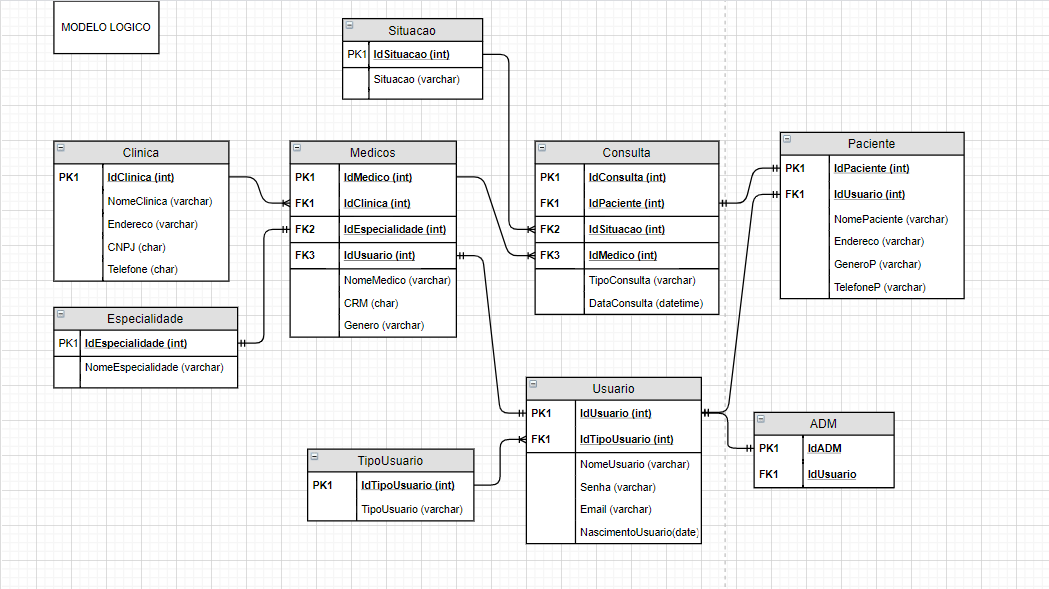 MODELO LOGICO
Situacao
PK1 IdSituacao (int)
Situacao (varchar)
Clinica
PK1 IdClinica (int)
NomeClinica (varchar)
Endereco (varchar)
CNPJ (char)
Telefone (char)
Medicos
PK1 IdMedico (int)
FK1 IdClinica (int)
FK2 IdEspecialidade (int)
FK3 IdUsuario (int)
NomeMedico (varchar)
CRM (char)
Genero (varchar)
Consulta
PK1 IdConsulta (int)
FK1 IdPaciente (int)
FK2 IdSituacao (int)
FK3 IdMedico (int)
TipoConsulta (varchar)
DataConsulta (datetime)
Paciente
PK1 IdPaciente (int)
FK1 IdUsuario (int)
NomePaciente (varchar)
Endereco (varchar)
GeneroP (varchar)
TelefoneP (varchar)
Especialidade
PK1 IdEspecialidade (int)
NomeEspecialidade (varchar)
Usuario
PK1 IdUsuario (int)
FK1 IdTipoUsuario (int)
NomeUsuario (varchar)
Senha (varchar)
Email (varchar)
NascimentoUsuario(date)
ADM
PK1 IdADM
FK1 IdUsuario
TipoUsuario
PK1 IdTipoUsuario (int)
TipoUsuario (varchar)